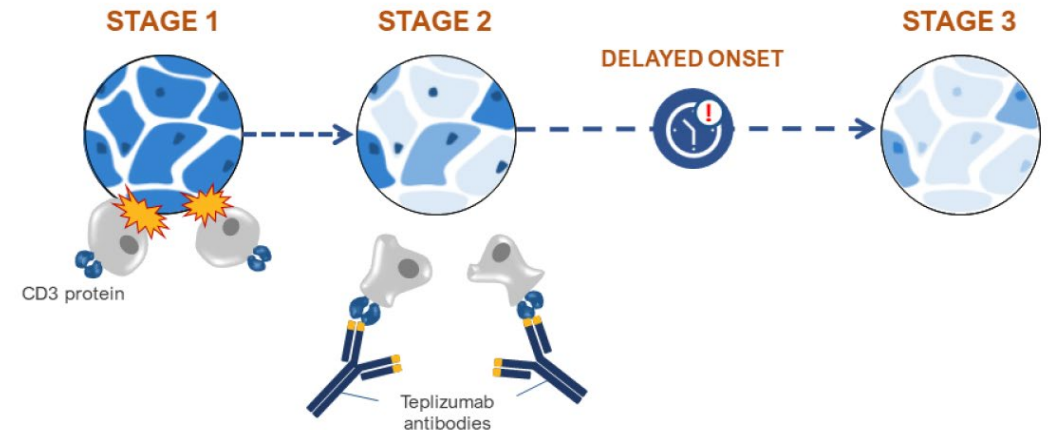 STAGE 1
STAGE 2
STAGE 3
DELAYED ONSET
!
CD3 protein
Teplizumab
antibodies